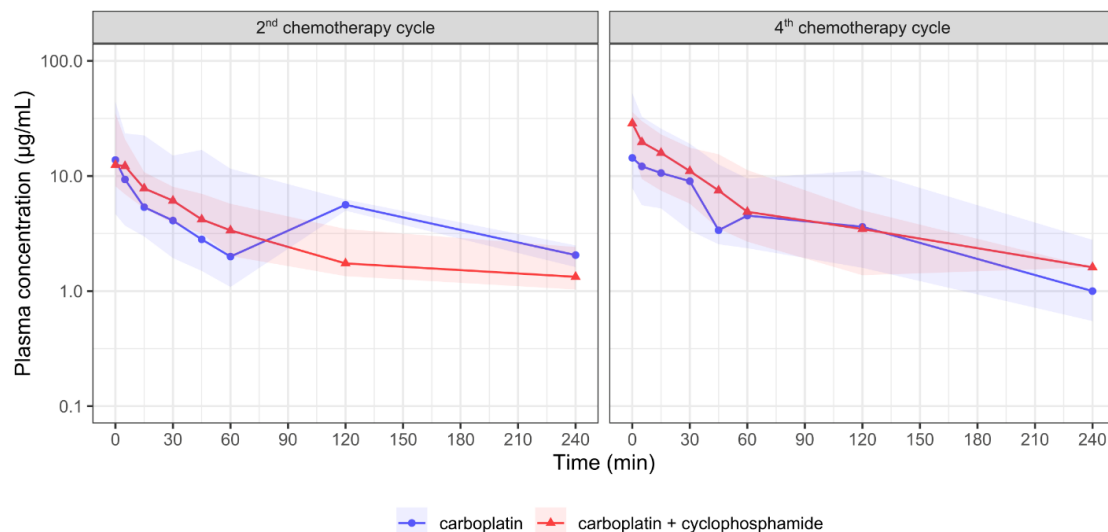 2nd chemotherapy cycle
4th chemotherapy cycle
Plasma concentration (µg/mL)
100.0
10.0
1.0
0.1
0 30 60 90 120 150 180 210 240
0 30 60 90 120 150 180 210 240
Time (min)
carboplatin
carboplatin + cyclophosphamide